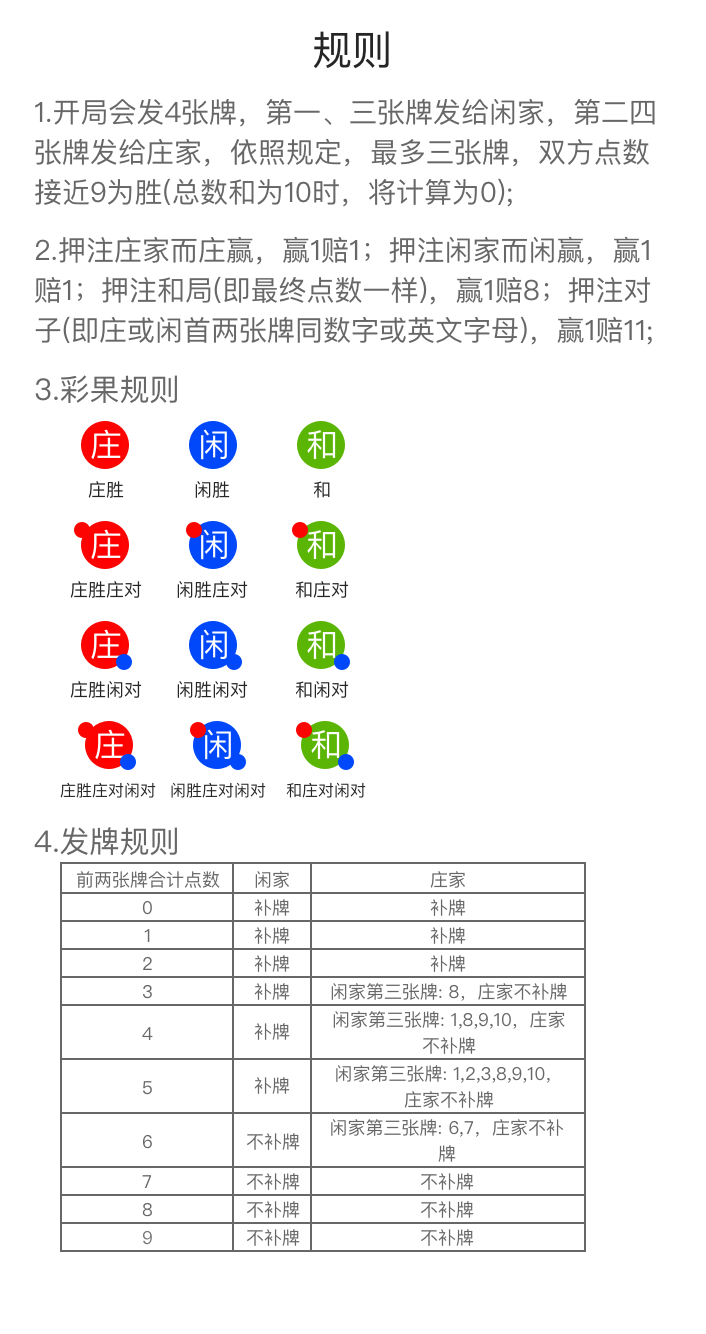 规则
1.开局会发4张牌，第一、三张牌发给闲家，第二四
张牌发给庄家，依照规定，最多三张牌，双方点数
接近9为胜(总数和为10时，将计算为0);
2.押注庄家而庄赢，赢1赔1；押注闲家而闲赢，赢1
赔1；押注和局(即最终点数一样)，赢1赔8；押注对
子(即庄或闲首两张牌同数字或英文字母)，赢1赔11;
3.彩果规则
庄 闲 和
庄胜 闲胜 和
庄 闲 和
庄胜庄对 闲胜庄对 和庄对
庄 闲 和
庄胜闲对 闲胜闲对 和闲对
庄 闲 和
庄胜庄对闲对 闲胜庄对闲对 和庄对闲对
4.发牌规则
前两张牌合计点数 闲家 庄家
0 补牌 补牌
1 补牌 补牌
2 补牌 补牌
3 补牌 闲家第三张牌: 8，庄家不补牌
4 补牌 闲家第三张牌: 1,8,9,10，庄家
不补牌
5 补牌 闲家第三张牌: 1,2,3,8,9,10,
庄家不补牌
6 不补牌 闲家第三张牌: 6,7，庄家不补
牌
7 不补牌 不补牌
8 不补牌 不补牌
9 不补牌 不补牌